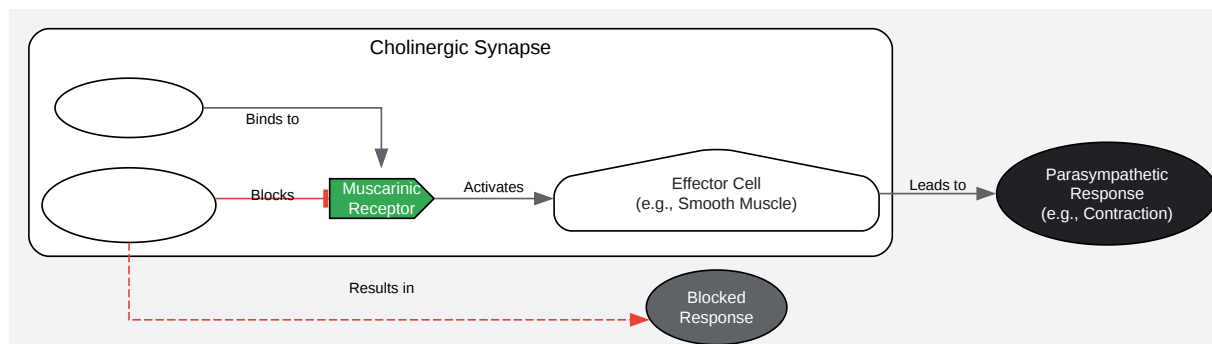 Cholinergic Synapse
Binds to
Blocks
Muscarinic
Receptor
Activates
Effector Cell
(e.g., Smooth Muscle)
Leads to
Parasympathetic
Response
(e.g., Contraction)
Results in
Blocked
Response